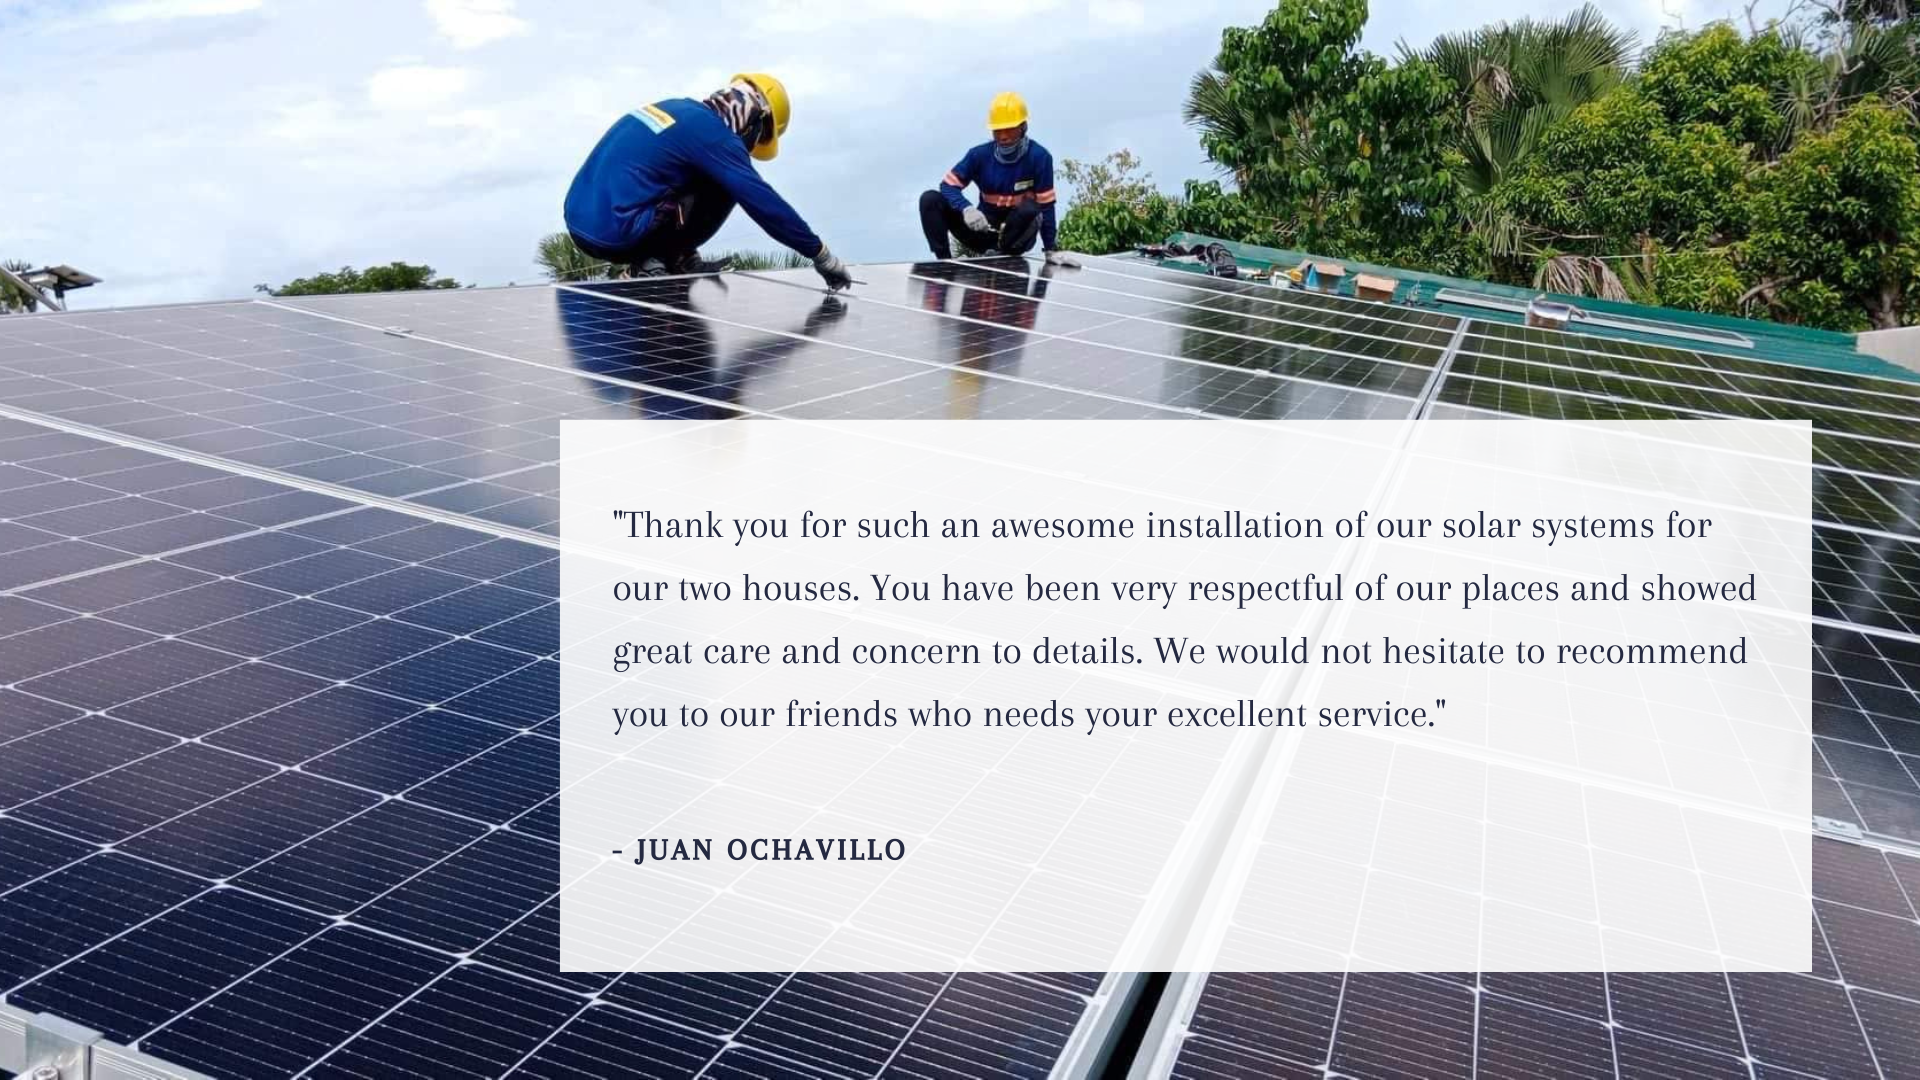 "Thank you for such an awesome installation of our solar systems for
our two houses. You have been very respectful of our places and showed
great care and concern to details. We would not hesitate to recommend
you to our friends who needs your excellent service."
- JUAN OCHAVILLO